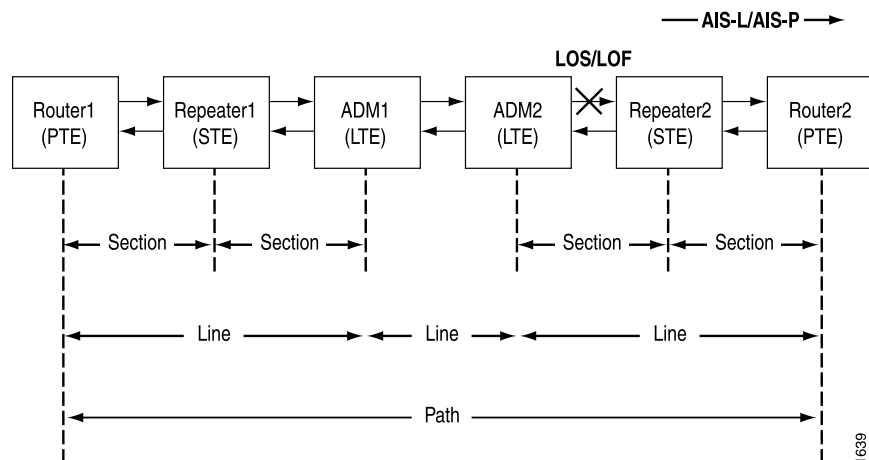 AIS-L/AIS-P
LOS/LOF
Router1
(PTE)
Repeater1
(STE)
ADM1
(LTE)
ADM2
(LTE)
Repeater2
(STE)
Router2
(PTE)
Section
Section
Section
Section
Line
Line
Line
Path
1639